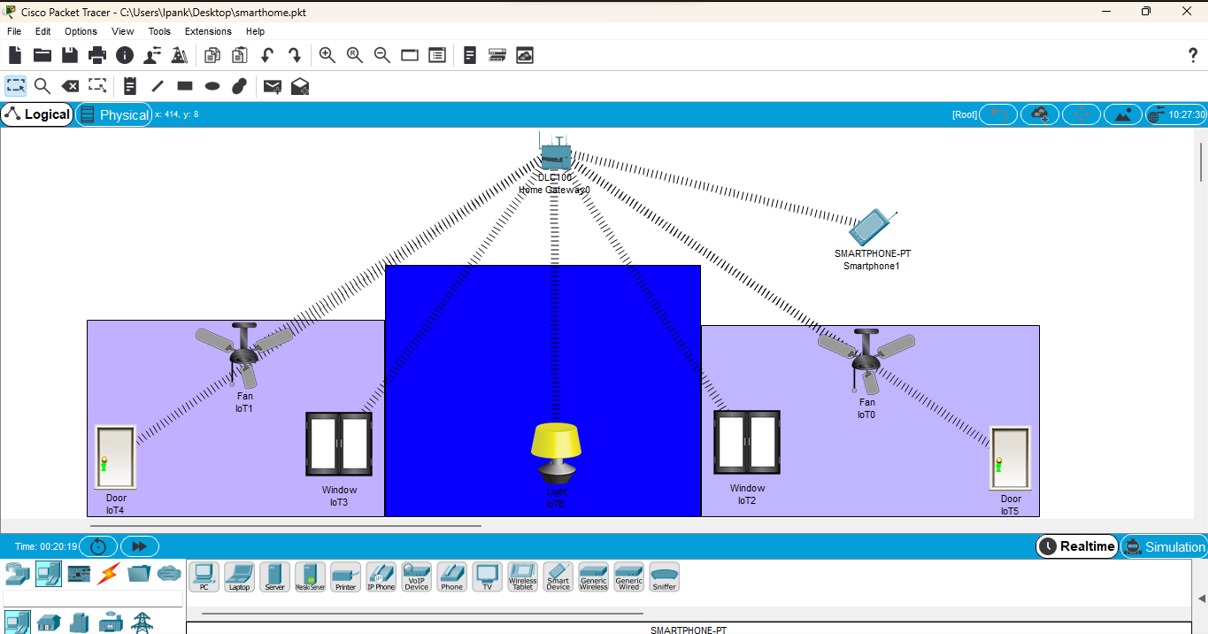 Cisco Packet Tracer - C:\Users\lpank\Desktop\smarthome.pkt
File Edit Options View Tools Extensions Help
Logical Physical x: 414, y: 8 [Root] 10:27:30
DLC100
Home Gateway0
SMARTPHONE-PT
Smartphone1
Fan
IoT1
Fan
IoT0
Window
IoT3
Window
IoT2
Light
IoT6
Door
IoT4
Door
IoT5
Time: 00:20:19 Realtime Simulation
PC Laptop Server Meraki Server Printer IP Phone VoIP Device Phone TV Wireless Tablet Smart Device Generic Wireless Generic Wired Sniffer
SMARTPHONE-PT